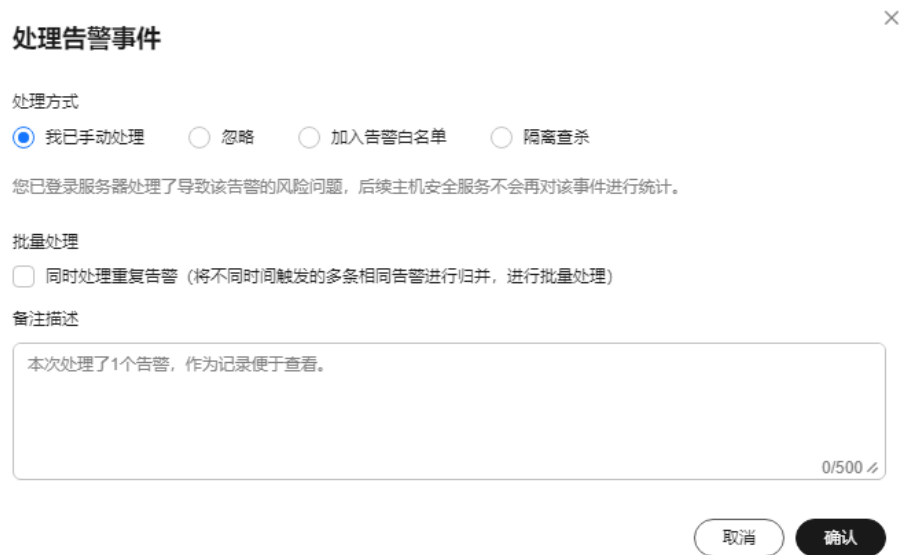 处理告警事件
处理方式
我已手动处理 忽略 加入告警白名单 隔离查杀
您已登录服务器处理了导致该告警的风险问题，后续主机安全服务不会再对该事件进行统计。
批量处理
同时处理重复告警（将不同时间触发的多条相同告警进行归并，进行批量处理）
备注描述
本次处理了1个告警，作为记录便于查看。
0/500
取消 确认